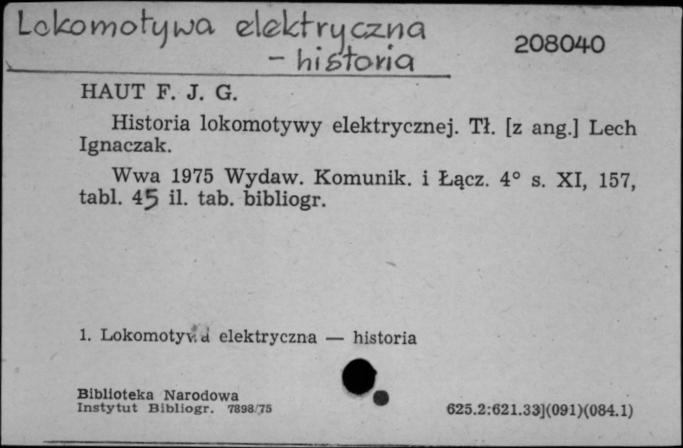 Lokomotywa elektryczna
- historia
208040
HAUT F. J. G.
Historia lokomotywy elektrycznej. Tł. [z ang.] Lech
Ignaczak.
Wwa 1975 Wydaw. Komunik. i Łącz. 4° s. XI, 157,
tabl. 45 il. tab. bibliogr.
1. Lokomotywa elektryczna — historia
Biblioteka Narodowa
Instytut Bibliogr. 7898/75
625.2:621.33](091)(084.1)